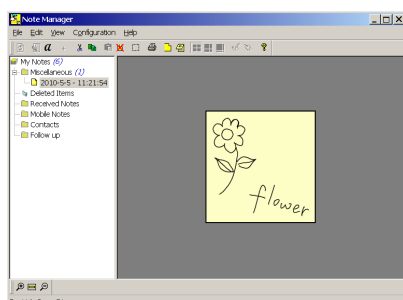 Note Manager
File Edit View Configuration Help
My Notes (6)
Miscellaneous (1)
2010-5-5 - 11:21:54
Deleted Items
Received Notes
Mobile Notes
Contacts
Follow up
flower